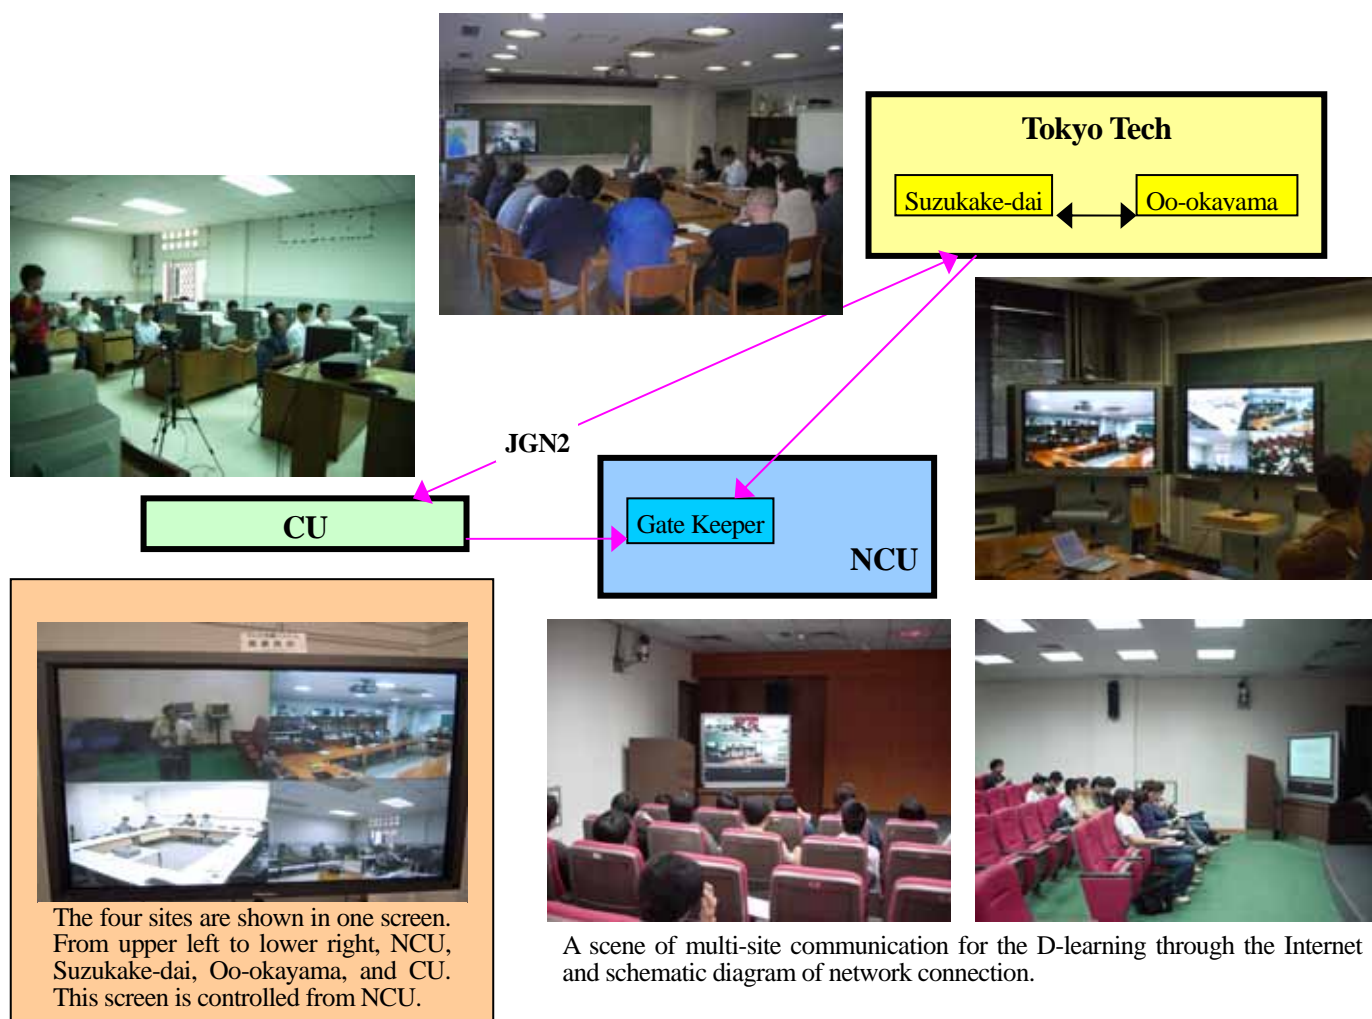 Tokyo Tech
Suzukake-dai
Oo-okayama
JGN2
CU
Gate Keeper
NCU
The four sites are shown in one screen.
From upper left to lower right, NCU,
Suzukake-dai, Oo-okayama, and CU.
This screen is controlled from NCU.
A scene of multi-site communication for the D-learning through the Internet
and schematic diagram of network connection.